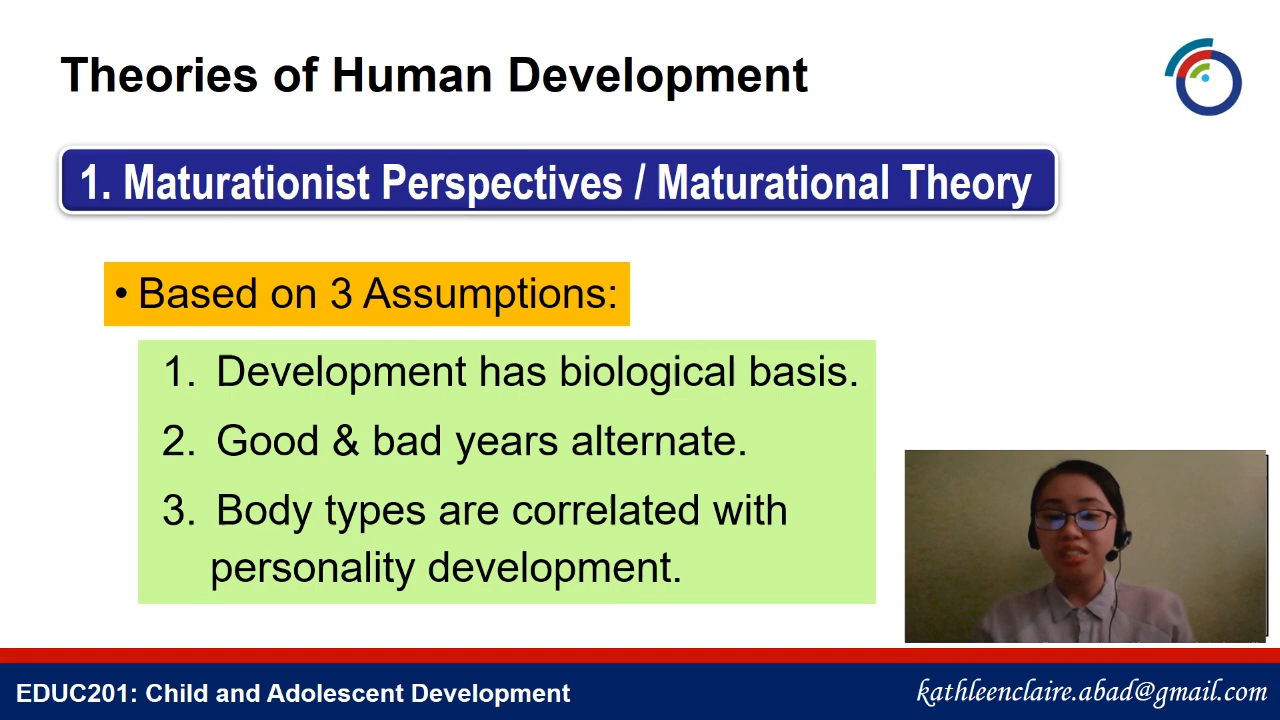 Theories of Human Development
1. Maturationist Perspectives / Maturational Theory
• Based on 3 Assumptions:
1. Development has biological basis.
2. Good & bad years alternate.
3. Body types are correlated with
personality development.
EDUC201: Child and Adolescent Development
kathleenclaire.abad@gmail.com